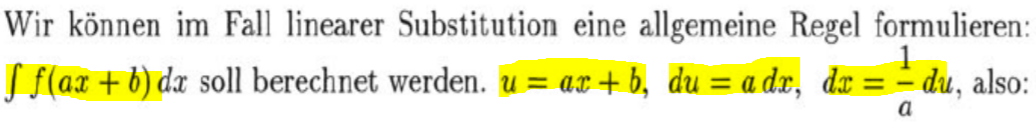 Wir können im Fall linearer Substitution eine allgemeine Regel formulieren:
∫ f(ax + b) dx soll berechnet werden. u = ax + b, du = a dx, dx = \frac{1}{a} du, also: